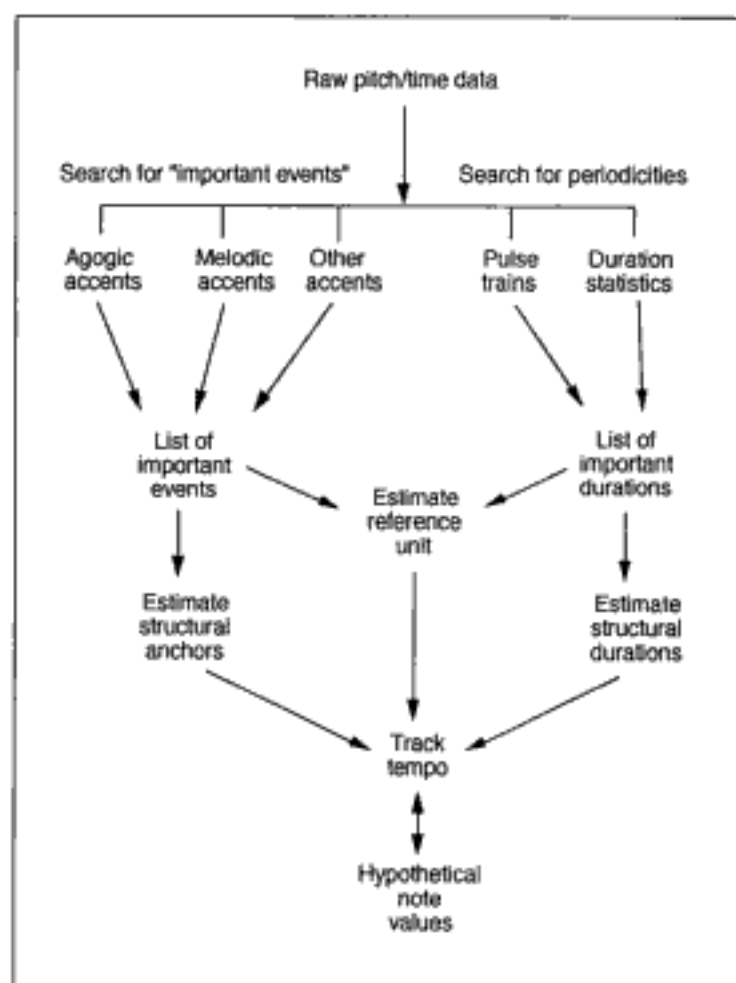 Raw pitch/time data
Search for "important events"
Search for periodicities
Agogic
accents
Melodic
accents
Other
accents
Pulse
trains
Duration
statistics
List of
important
events
List of
important
durations
Estimate
reference
unit
Estimate
structural
anchors
Estimate
structural
durations
Track
tempo
Hypothetical
note
values